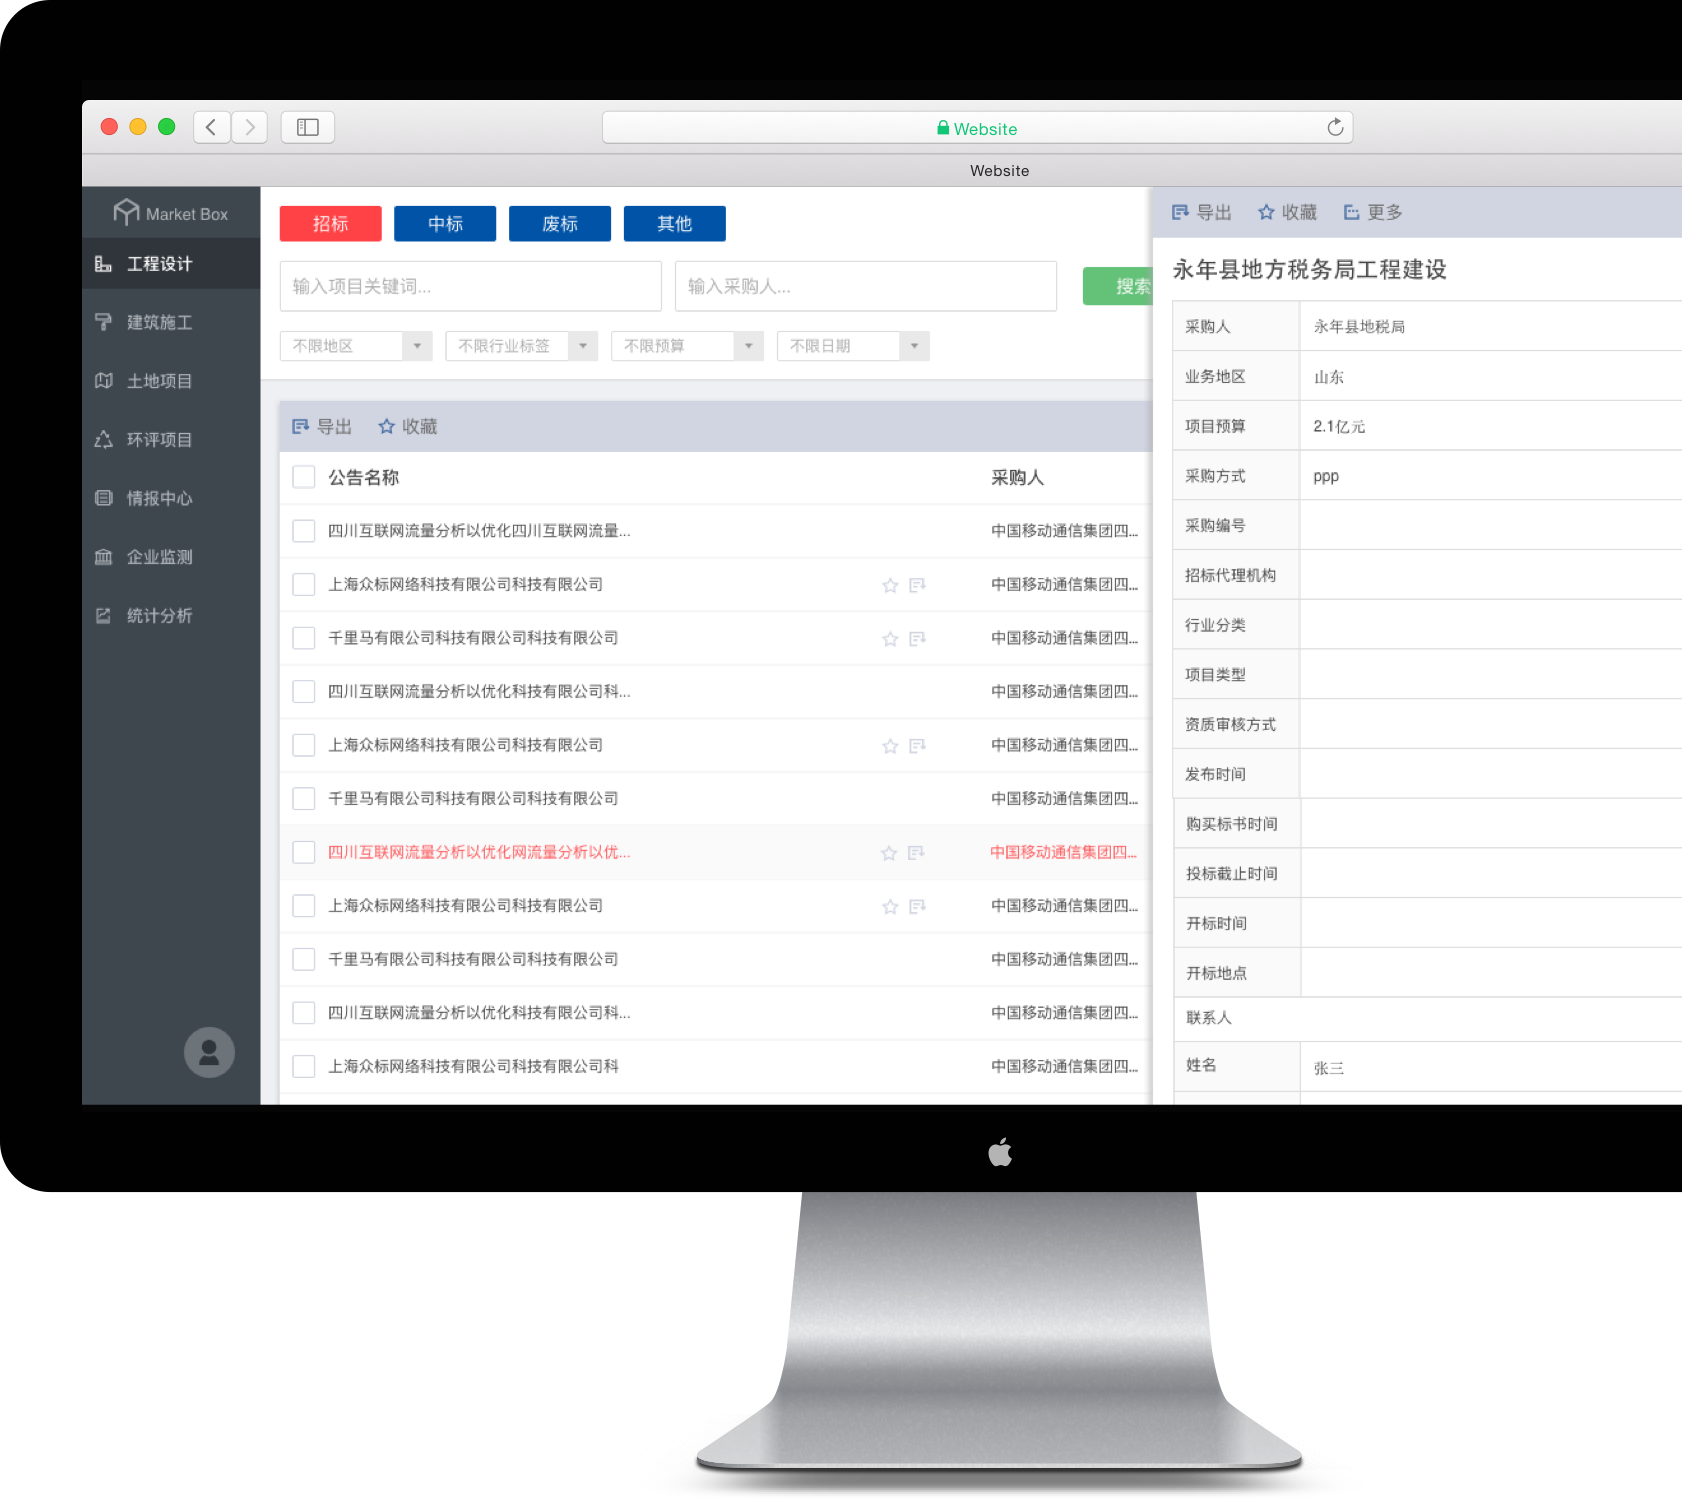 Website
Website
Market Box
工程设计
建筑施工
土地项目
环评项目
情报中心
企业监测
统计分析
招标 中标 废标 其他
输入项目关键词... 输入采购人... 搜索
不限地区 不限行业标签 不限预算 不限日期
导出 收藏
公告名称 采购人
四川互联网流量分析以优化四川互联网流量... 中国移动通信集团四...
上海众标网络科技有限公司科技有限公司 中国移动通信集团四...
千里马有限公司科技有限公司科技有限公司 中国移动通信集团四...
四川互联网流量分析以优化科技有限公司科... 中国移动通信集团四...
上海众标网络科技有限公司科技有限公司 中国移动通信集团四...
千里马有限公司科技有限公司科技有限公司 中国移动通信集团四...
四川互联网流量分析以优化网流量分析以优... 中国移动通信集团四...
上海众标网络科技有限公司科技有限公司 中国移动通信集团四...
千里马有限公司科技有限公司科技有限公司 中国移动通信集团四...
四川互联网流量分析以优化科技有限公司科... 中国移动通信集团四...
上海众标网络科技有限公司科技有限公司科 中国移动通信集团四...
导出 收藏 更多
永年县地方税务局工程建设
采购人 永年县地税局
业务地区 山东
项目预算 2.1亿元
采购方式 ppp
采购编号
招标代理机构
行业分类
项目类型
资质审核方式
发布时间
购买标书时间
投标截止时间
开标时间
开标地点
联系人
姓名 张三